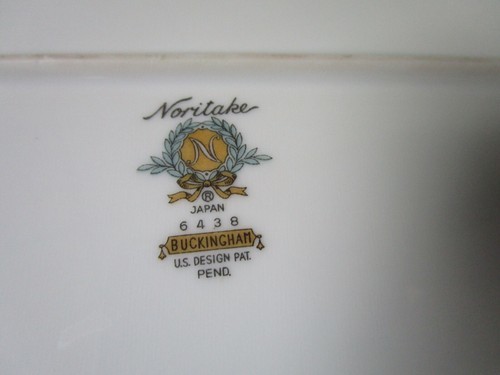 Noritake
N
®
JAPAN
6438
BUCKINGHAM
U.S. DESIGN PAT.
PEND.